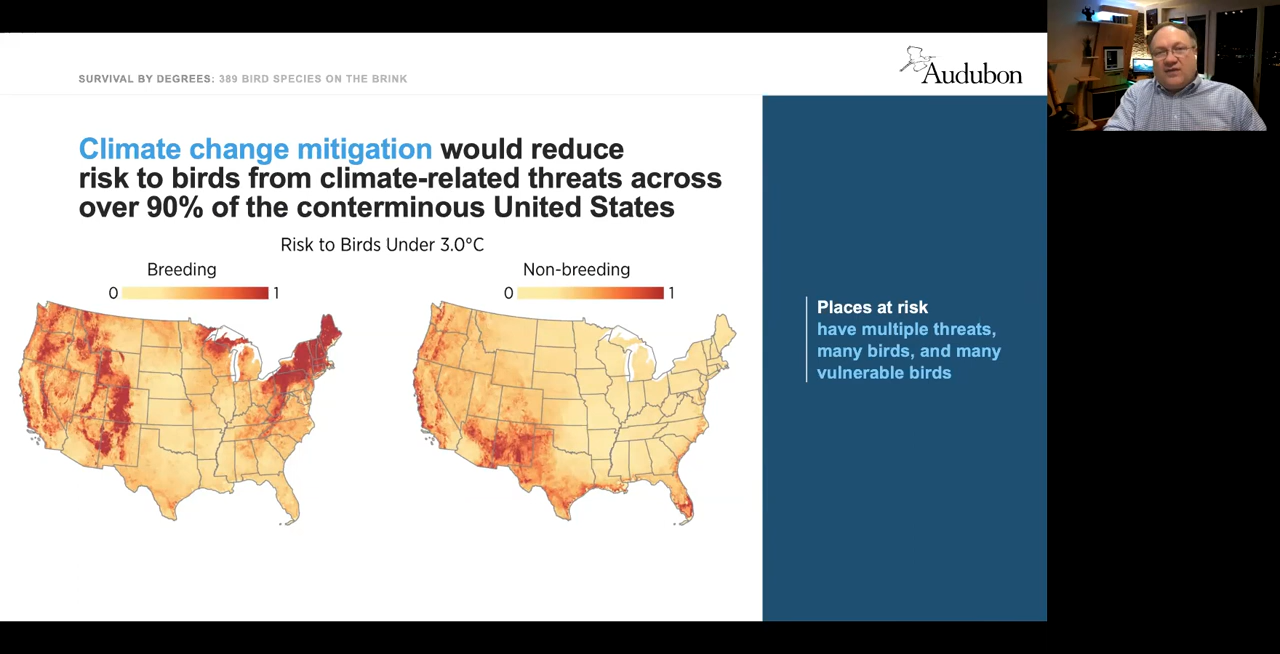 SURVIVAL BY DEGREES: 389 BIRD SPECIES ON THE BRINK
Audubon
Climate change mitigation would reduce
risk to birds from climate-related threats across
over 90% of the conterminous United States
Risk to Birds Under 3.0°C
Breeding
0 1
Non-breeding
0 1
Places at risk
have multiple threats,
many birds, and many
vulnerable birds